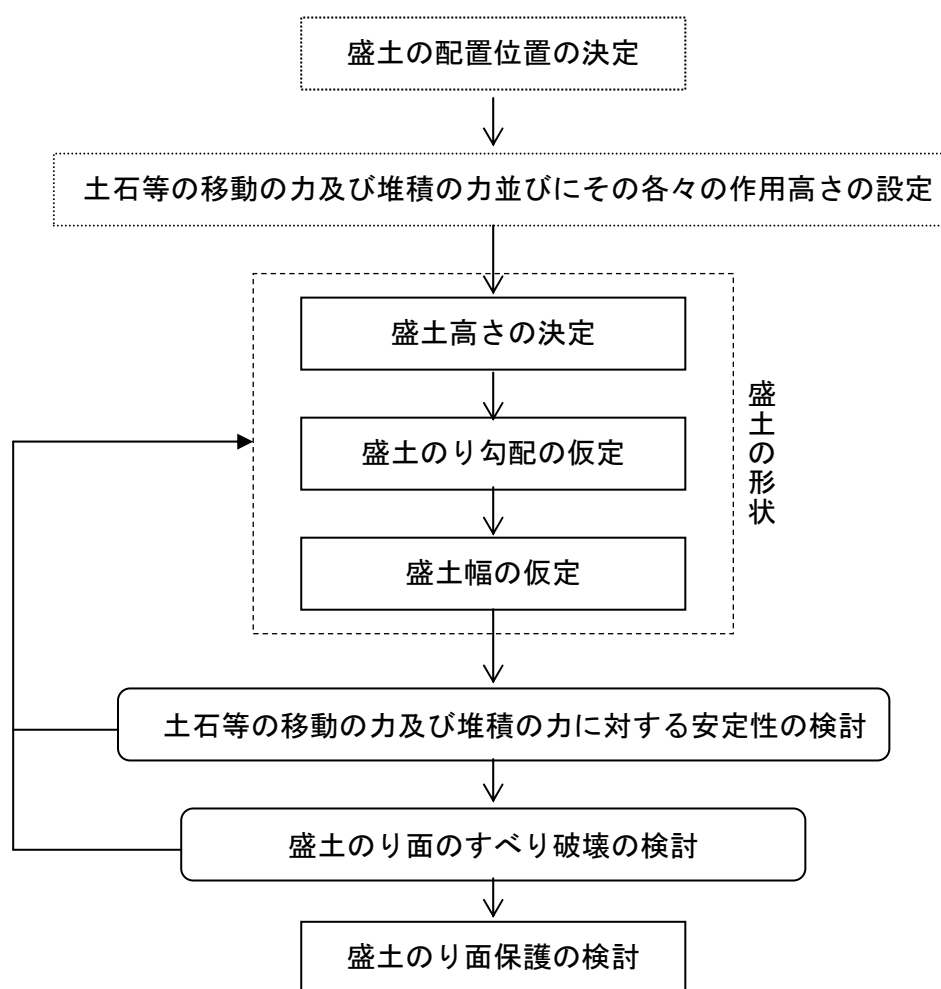 盛土の配置位置の決定
土石等の移動の力及び堆積の力並びにその各々の作用高さの設定
盛土高さの決定
盛土のり勾配の仮定
盛土幅の仮定
盛土の形状
土石等の移動の力及び堆積の力に対する安定性の検討
盛土のり面のすべり破壊の検討
盛土のり面保護の検討